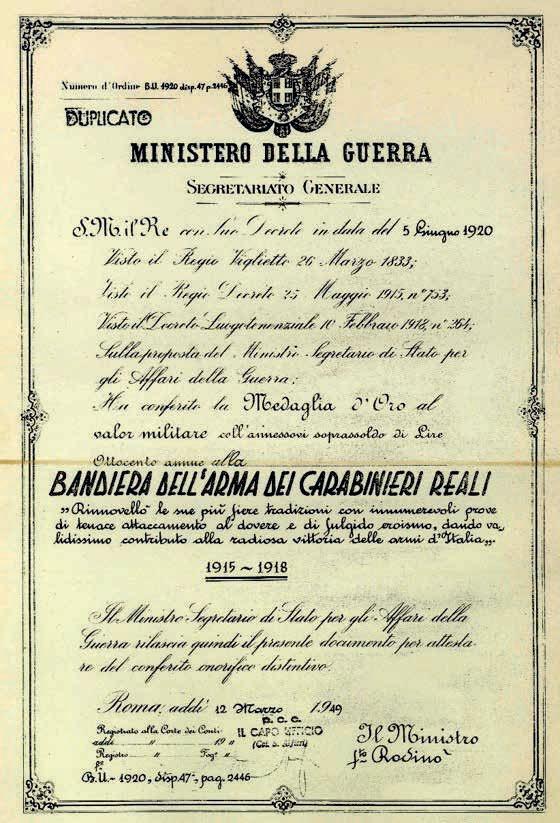 Numero d'Ordine B.U. 1920 disp. 47 p. 2446
DUPLICATO
MINISTERO DELLA GUERRA
SEGRETARIATO GENERALE
S.M. il Re con Suo Decreto in data del 5 Giugno 1920
Visto il Regio Viglietto 26 Marzo 1833;
Visto il Regio Decreto 25 Maggio 1915, n° 753;
Visto il Decreto Luogotenenziale 10 Febbraio 1918, n° 264;
Sulla proposta del Ministro Segretario di Stato per
gli Affari della Guerra;
Ha conferito la Medaglia d'Oro al
valor militare coll'annessovi soprassoldo di Lire
Ottocento annue alla
BANDIERA DELL'ARMA DEI CARABINIERI REALI
„Rinnovellò le sue più fiere tradizioni con innumerevoli prove
di tenace attaccamento al dovere e di fulgido eroismo, dando va-
lidissimo contributo alla radiosa vittoria delle armi d'Italia„.
1915 ~ 1918
Il Ministro Segretario di Stato per gli Affari della
Guerra rilascia quindi il presente documento per attesta
re del conferito onorifico distintivo.
Roma, addì 12 Marzo 1949
p.c.c.
Registrato alla Corte dei Conti
IL CAPO UFFICIO
addì „ „ 19 „
Registro „ Fog° „
Il Ministro
f°
f.to Rodinò
B.U. - 1920, disp. 47ª, pag. 2446